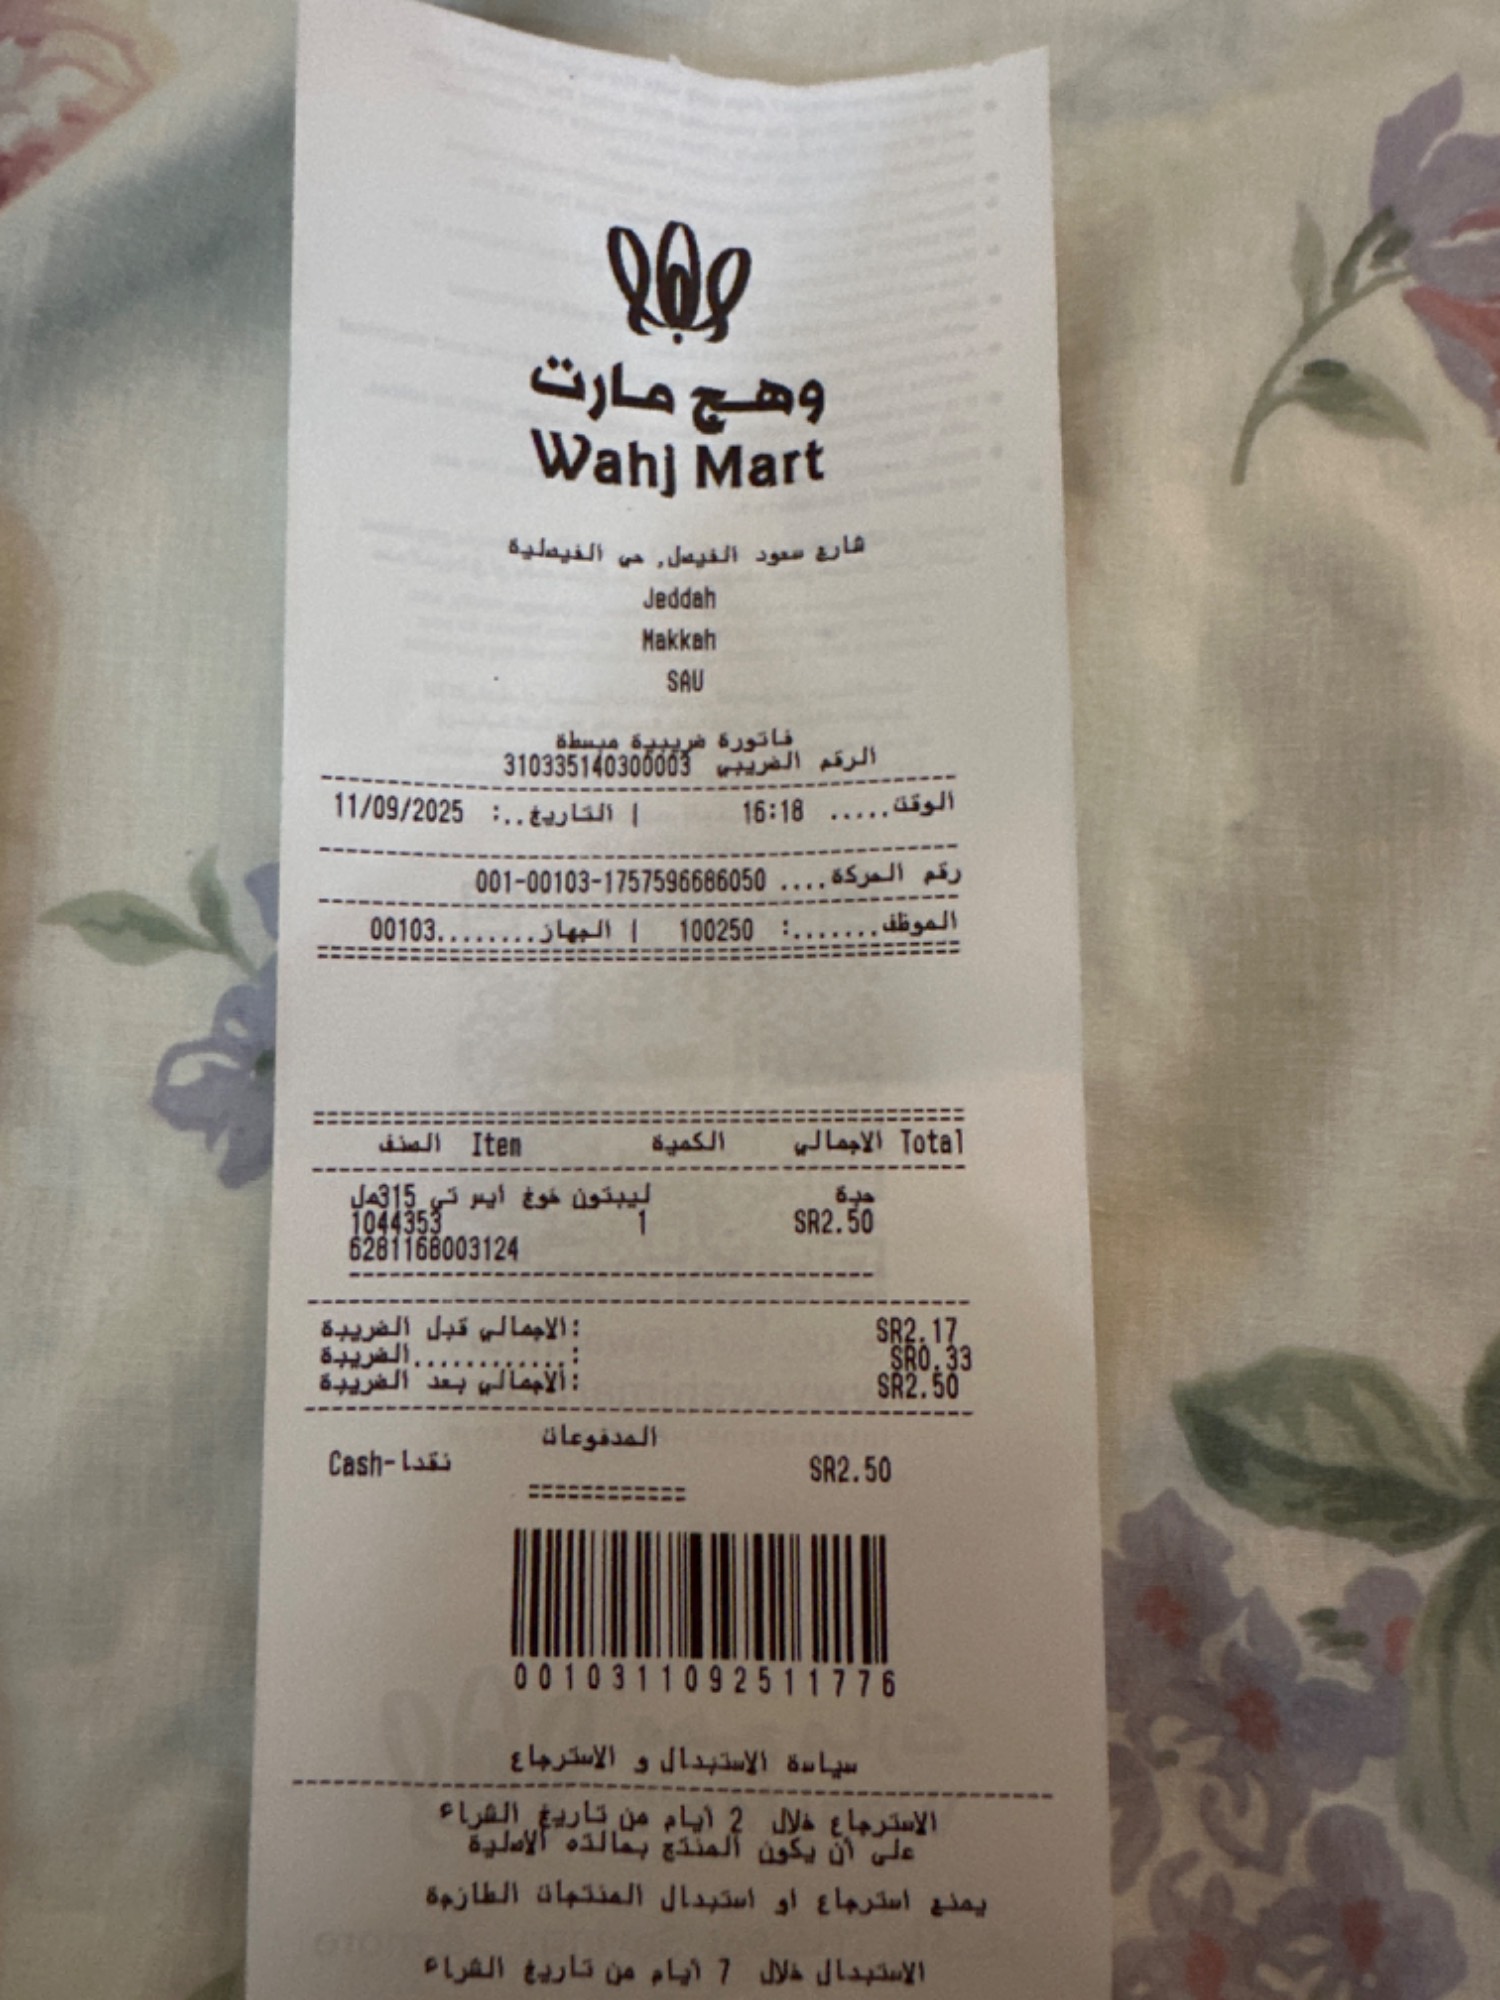 وهج مارت
Wahj Mart
شارع سعود الفيصل, حي الفيصلية
Jeddah
Makkah
SAU
فاتورة ضريبية مبسطة
الرقم الضريبي 310335140300003
الوقت..... 16:18 | التاريخ..: 11/09/2025
رقم الحركة.... 001-00103-1757596686050
الموظف.......: 100250 | الجهاز........00103
الصنف Item الكمية الاجمالي Total
ليبتون خوخ ايس تي 315مل حبة
1044353 1 SR2.50
6281168003124
الاجمالي قبل الضريبة: SR2.17
الضريبة............: SR0.33
الاجمالي بعد الضريبة: SR2.50
المدفوعات
Cash-نقدا SR2.50
0010311092511776
سياسة الاستبدال و الاسترجاع
الاسترجاع خلال 2 أيام من تاريخ الشراء
على أن يكون المنتج بحالته الاصلية
يمنع استرجاع او استبدال المنتجات الطازجة
الاستبدال خلال 7 أيام من تاريخ الشراء